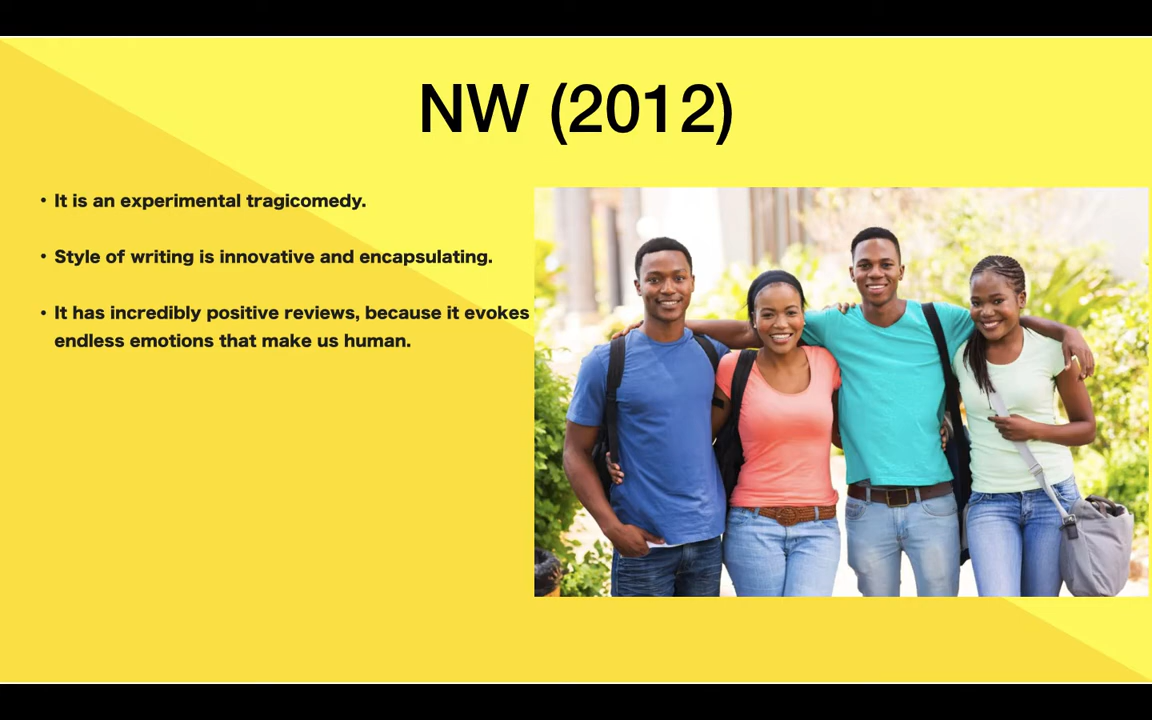 NW (2012)
• It is an experimental tragicomedy.
• Style of writing is innovative and encapsulating.
• It has incredibly positive reviews, because it evokes
endless emotions that make us human.